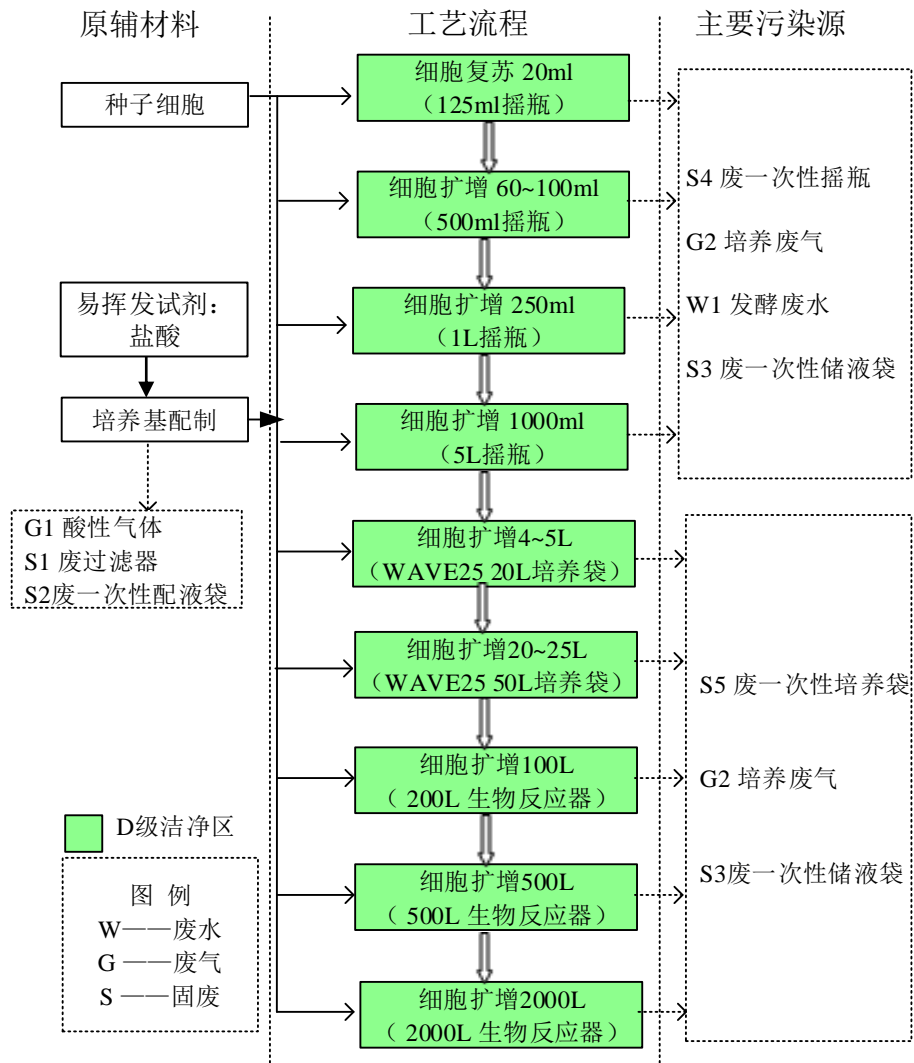 原辅材料
工艺流程
主要污染源
种子细胞
易挥发试剂：
盐酸
培养基配制
G1 酸性气体
S1 废过滤器
S2废一次性配液袋
细胞复苏 20ml
（125ml摇瓶）
细胞扩增 60~100ml
（500ml摇瓶）
细胞扩增 250ml
（1L摇瓶）
细胞扩增 1000ml
（5L摇瓶）
细胞扩增4~5L
（WAVE25 20L培养袋）
细胞扩增20~25L
（WAVE25 50L培养袋）
细胞扩增100L
（ 200L 生物反应器）
细胞扩增500L
（ 500L 生物反应器）
细胞扩增2000L
（ 2000L 生物反应器）
S4 废一次性摇瓶
G2 培养废气
W1 发酵废水
S3 废一次性储液袋
S5 废一次性培养袋
G2 培养废气
S3废一次性储液袋
D级洁净区
图 例
W——废水
G ——废气
S ——固废